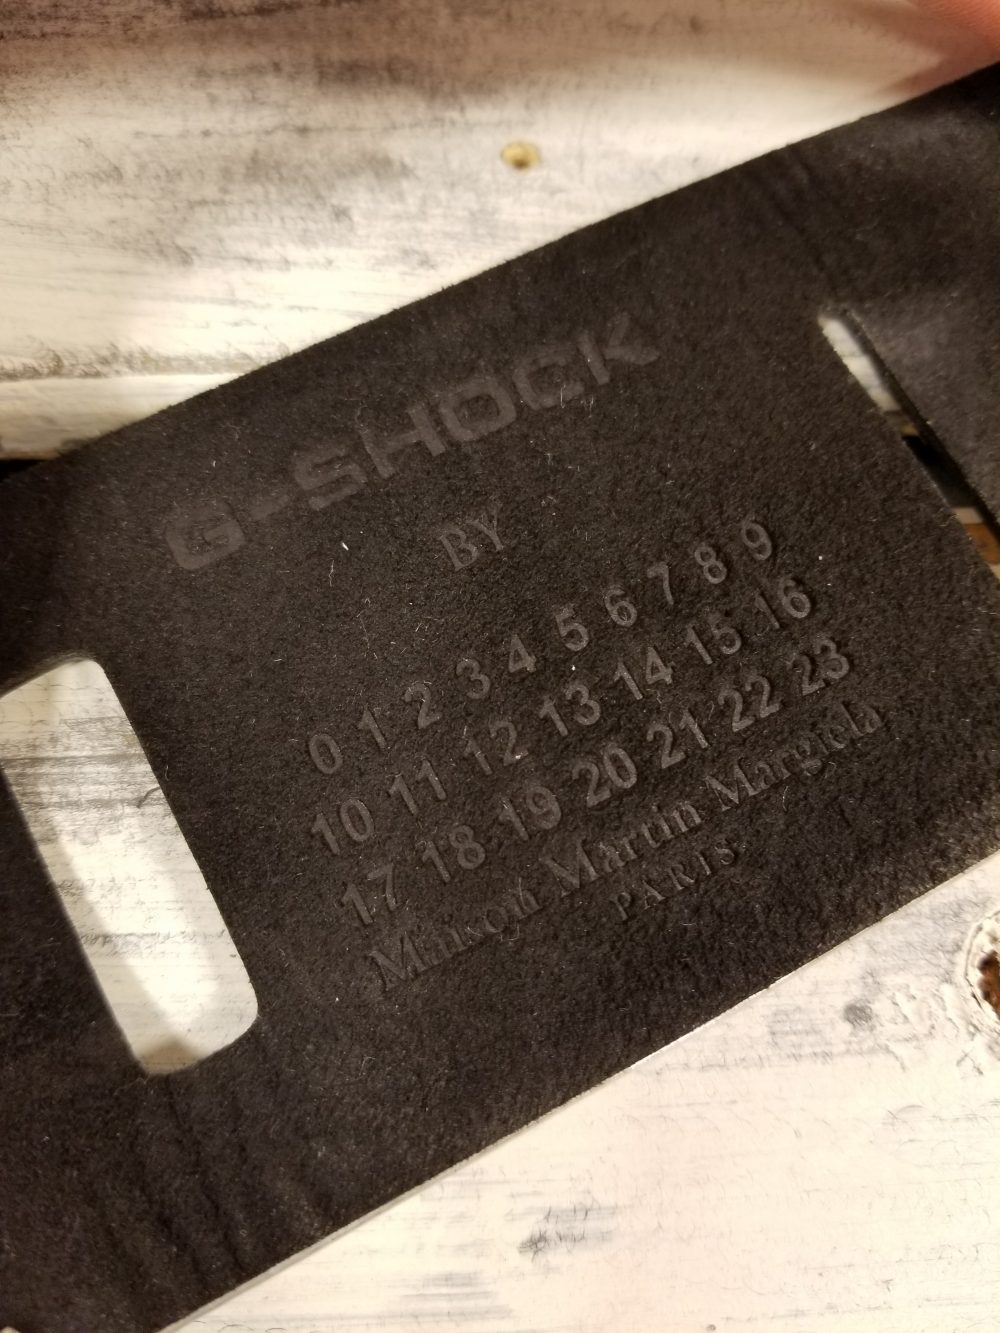 G-SHOCK
BY
0 1 2 3 4 5 6 7 8 9
10 11 12 13 14 15 16
17 18 19 20 21 22 23
Maison Martin Margiela
PARIS